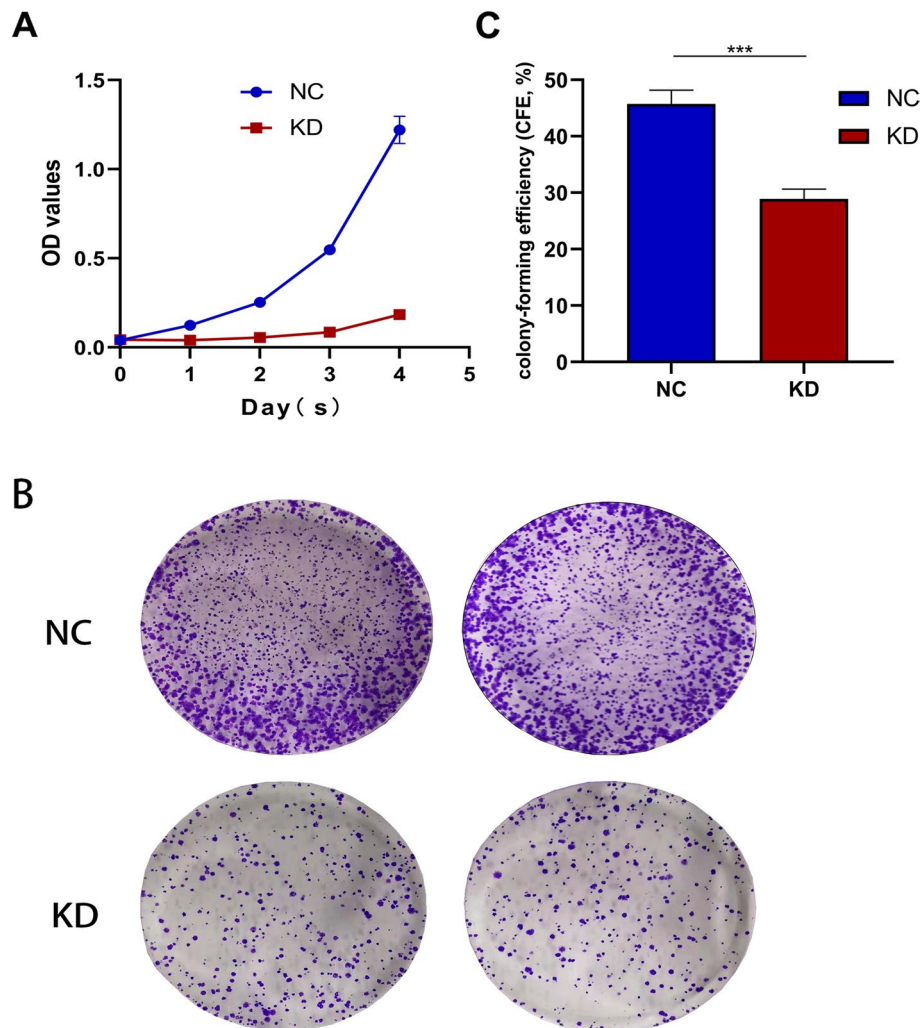 A
OD values
1.5
1.0
0.5
0.0
0 1 2 3 4 5
Day( s)
NC
KD
C
colony-forming efficiency (CFE, %)
50
40
30
20
10
0
***
NC KD
NC
KD
B
NC
KD